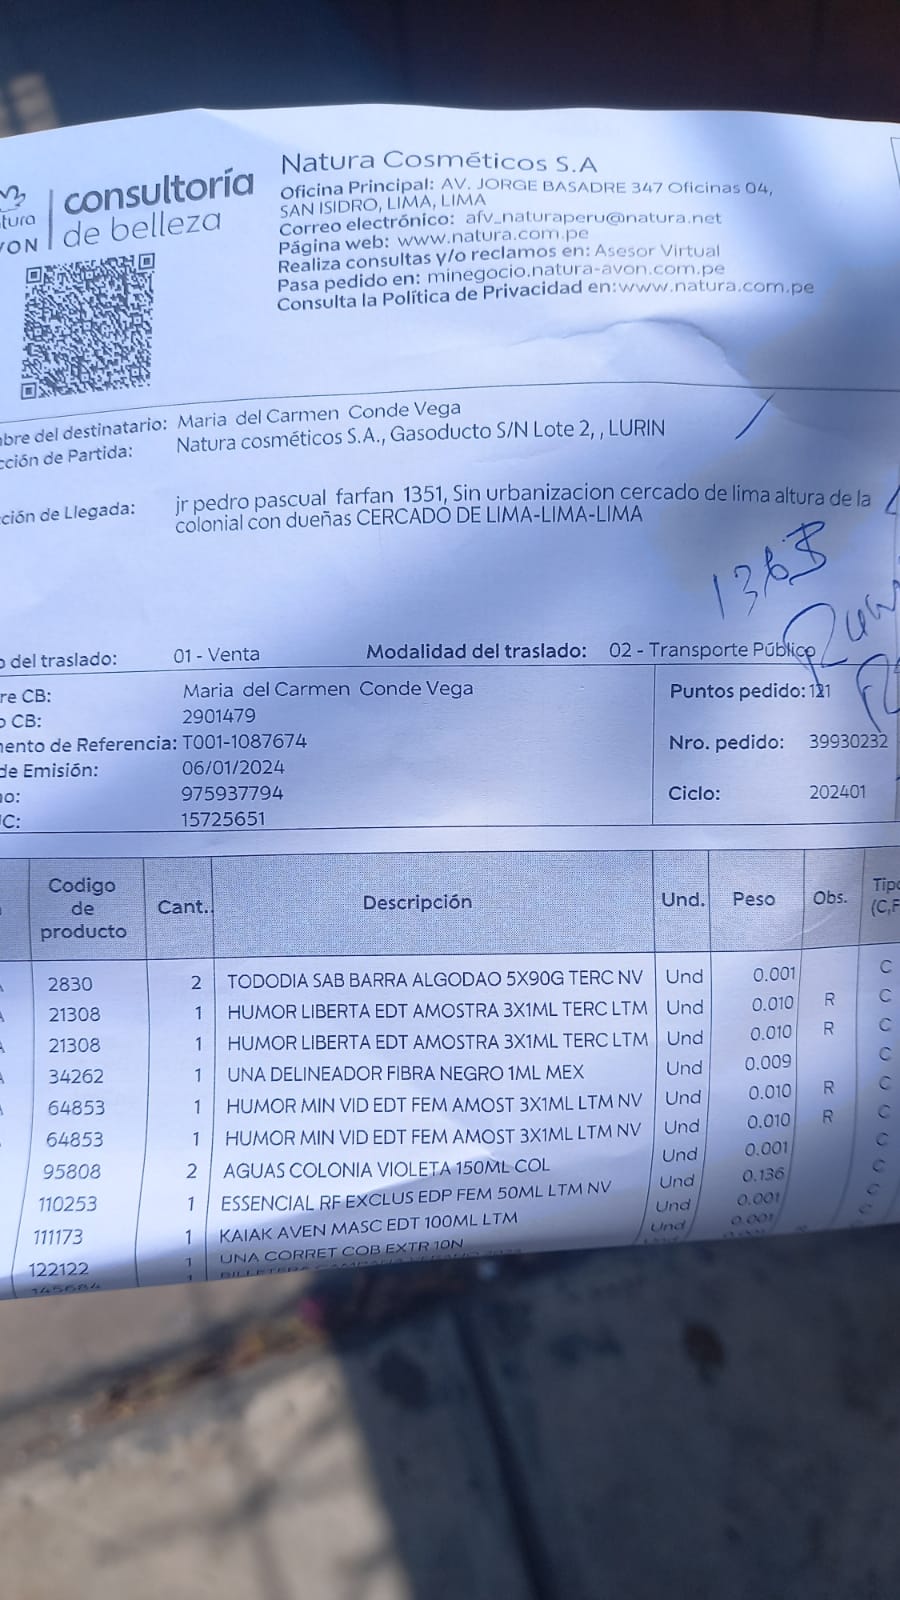 consultoría
de belleza
Natura Cosméticos S.A
Oficina Principal: AV. JORGE BASADRE 347 Oficinas 04,
SAN ISIDRO, LIMA, LIMA
Correo electrónico: afv_naturaperu@natura.net
Página web: www.natura.com.pe
Realiza consultas y/o reclamos en: Asesor Virtual
Pasa pedido en: minegocio.natura-avon.com.pe
Consulta la Política de Privacidad en:www.natura.com.pe
bre del destinatario: Maria del Carmen Conde Vega
cción de Partida: Natura cosméticos S.A., Gasoducto S/N Lote 2, , LURIN
ción de Llegada: jr pedro pascual farfan 1351, Sin urbanizacion cercado de lima altura de la
colonial con dueñas CERCADO DE LIMA-LIMA-LIMA
o del traslado: 01 - Venta Modalidad del traslado: 02 - Transporte Público
re CB: Maria del Carmen Conde Vega Puntos pedido: 121
o CB: 2901479
ento de Referencia: T001-1087674 Nro. pedido: 39930232
de Emisión: 06/01/2024
no: 975937794 Ciclo: 202401
C: 15725651
Codigo de producto Cant.. Descripción Und. Peso Obs. Tipo (C,F
2830 2 TODODIA SAB BARRA ALGODAO 5X90G TERC NV Und 0.001 C
21308 1 HUMOR LIBERTA EDT AMOSTRA 3X1ML TERC LTM Und 0.010 R C
21308 1 HUMOR LIBERTA EDT AMOSTRA 3X1ML TERC LTM Und 0.010 R C
34262 1 UNA DELINEADOR FIBRA NEGRO 1ML MEX Und 0.009 C
64853 1 HUMOR MIN VID EDT FEM AMOST 3X1ML LTM NV Und 0.010 R C
64853 1 HUMOR MIN VID EDT FEM AMOST 3X1ML LTM NV Und 0.010 R C
95808 2 AGUAS COLONIA VIOLETA 150ML COL Und 0.001 C
110253 1 ESSENCIAL RF EXCLUS EDP FEM 50ML LTM NV Und 0.136 C
111173 1 KAIAK AVEN MASC EDT 100ML LTM Und 0.001 C
122122 1 UNA CORRET COB EXTR 10N Und 0.001 C